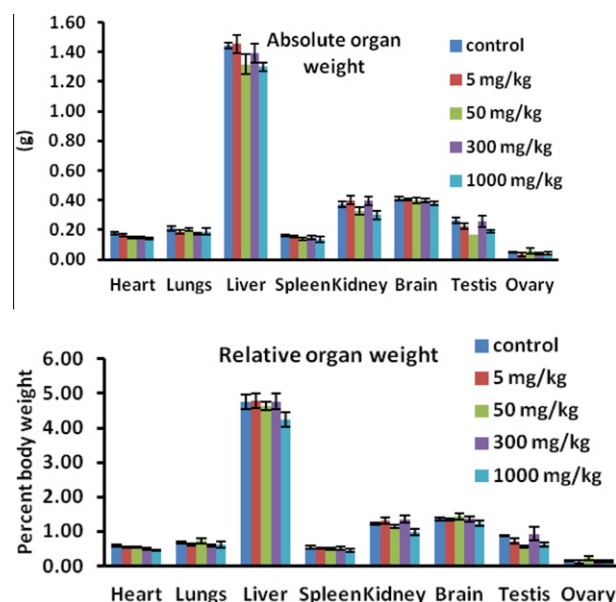 1.60
1.40
1.20
1.00
0.80
0.60
0.40
0.20
0.00
(g)
Absolute organ
weight
control
5 mg/kg
50 mg/kg
300 mg/kg
1000 mg/kg
Heart Lungs Liver Spleen Kidney Brain Testis Ovary
6.00
5.00
4.00
3.00
2.00
1.00
0.00
Percent body weight
Relative organ weight
control
5 mg/kg
50 mg/kg
300 mg/kg
1000 mg/kg
Heart Lungs Liver Spleen Kidney Brain Testis Ovary